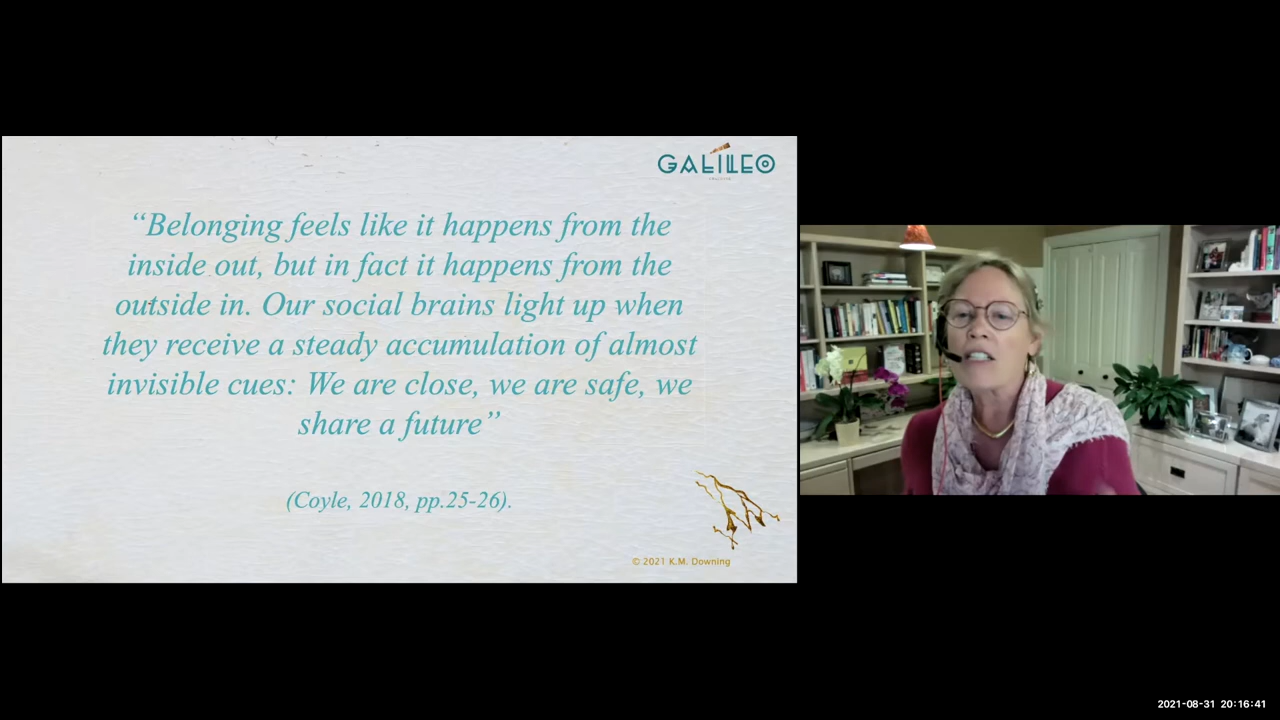 GALILEO
“Belonging feels like it happens from the
inside out, but in fact it happens from the
outside in. Our social brains light up when
they receive a steady accumulation of almost
invisible cues: We are close, we are safe, we
share a future”
(Coyle, 2018, pp.25-26).
© 2021 K.M. Downing
2021-08-31 20:16:41